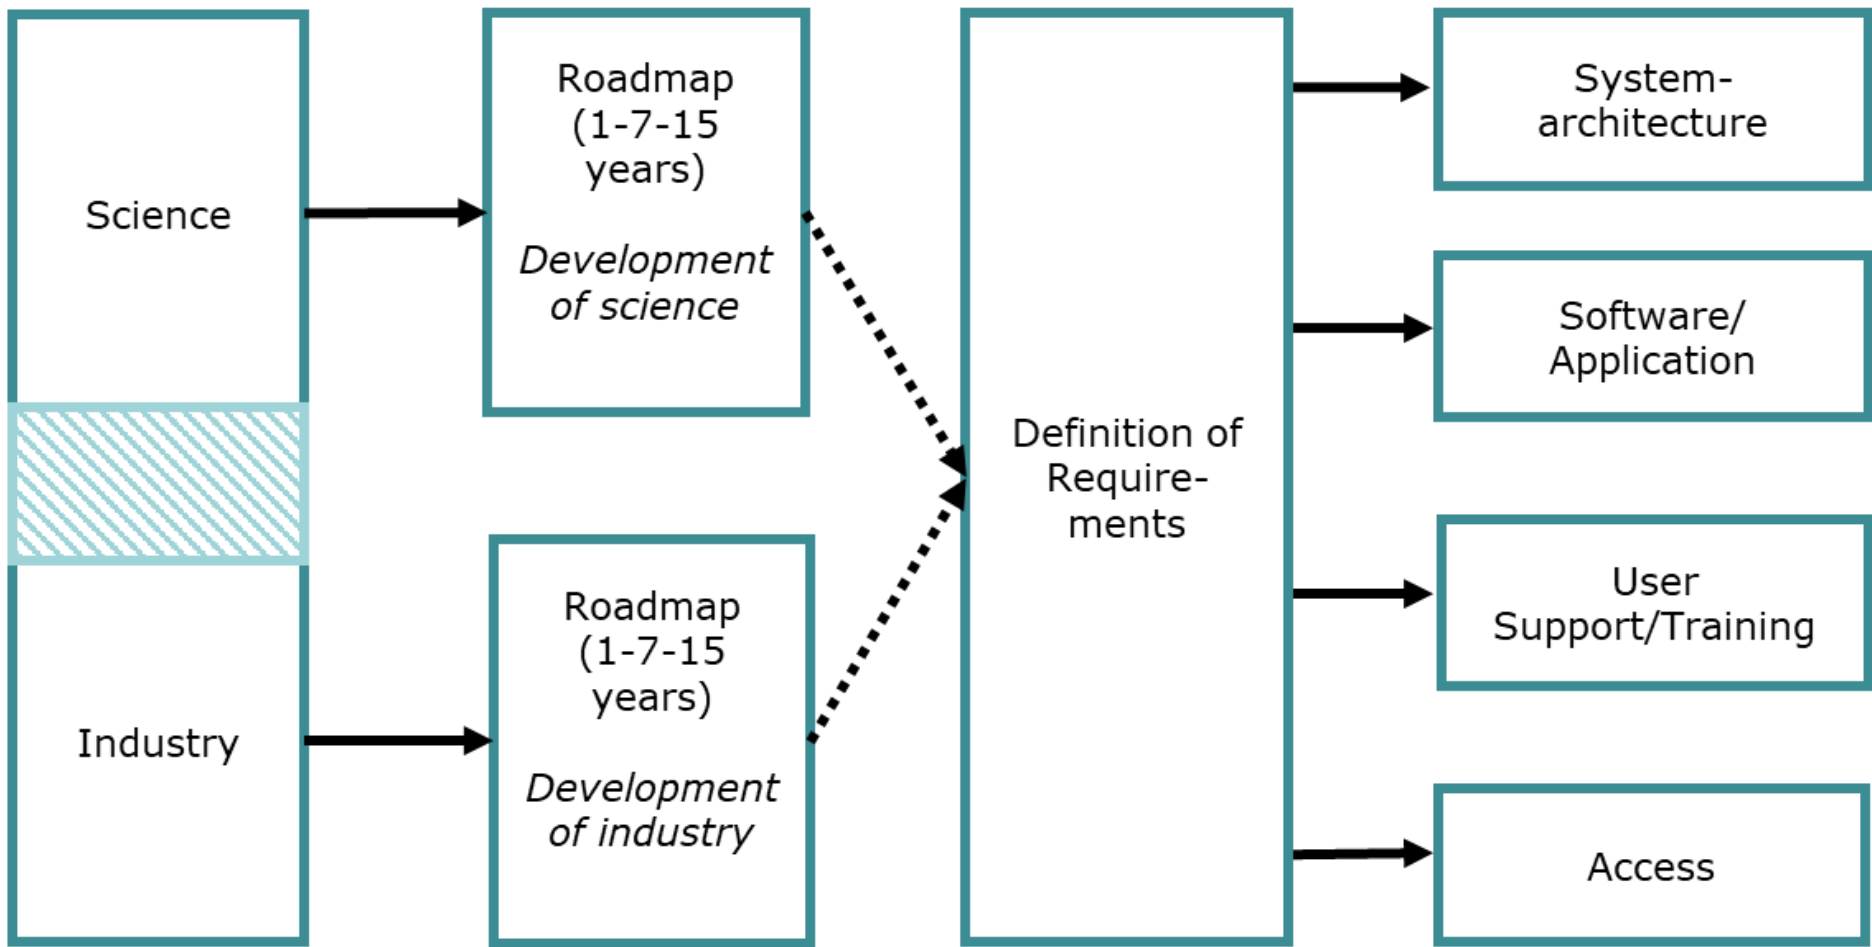 Science
Industry
Roadmap
(1-7-15
years)
Development
of science
Roadmap
(1-7-15
years)
Development
of industry
Definition of
Require-
ments
System-
architecture
Software/
Application
User
Support/Training
Access